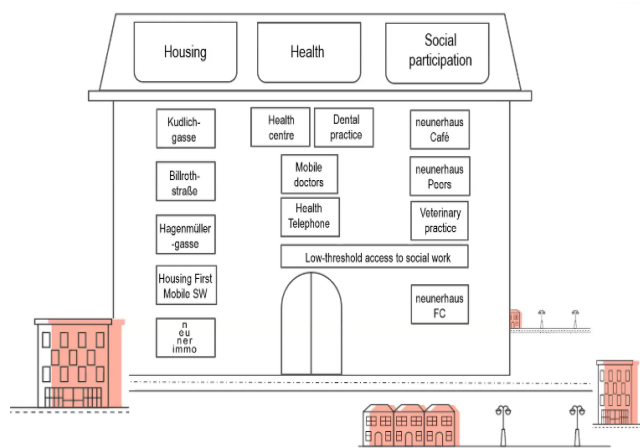 Housing
Health
Social
participation
Kudlich-
gasse
Health
centre
Dental
practice
neunerhaus
Café
Billroth-
straße
Mobile
doctors
neunerhaus
Peers
Hagenmüller
-gasse
Health
Telephone
Veterinary
practice
Low-threshold access to social work
Housing First
Mobile SW
neunerhaus
FC
n
eu
ner
immo